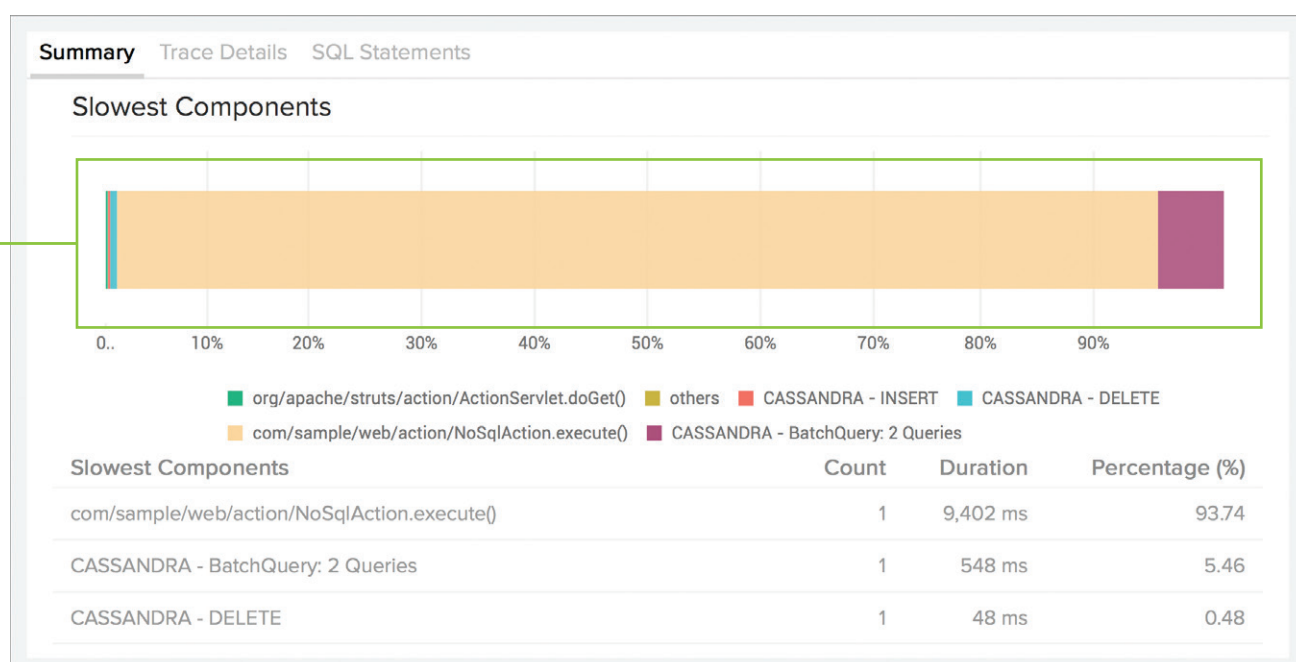 Summary Trace Details SQL Statements
Slowest Components
0.. 10% 20% 30% 40% 50% 60% 70% 80% 90%
org/apache/struts/action/ActionServlet.doGet() others CASSANDRA - INSERT CASSANDRA - DELETE
com/sample/web/action/NoSqlAction.execute() CASSANDRA - BatchQuery: 2 Queries
Slowest Components Count Duration Percentage (%)
com/sample/web/action/NoSqlAction.execute() 1 9,402 ms 93.74
CASSANDRA - BatchQuery: 2 Queries 1 548 ms 5.46
CASSANDRA - DELETE 1 48 ms 0.48